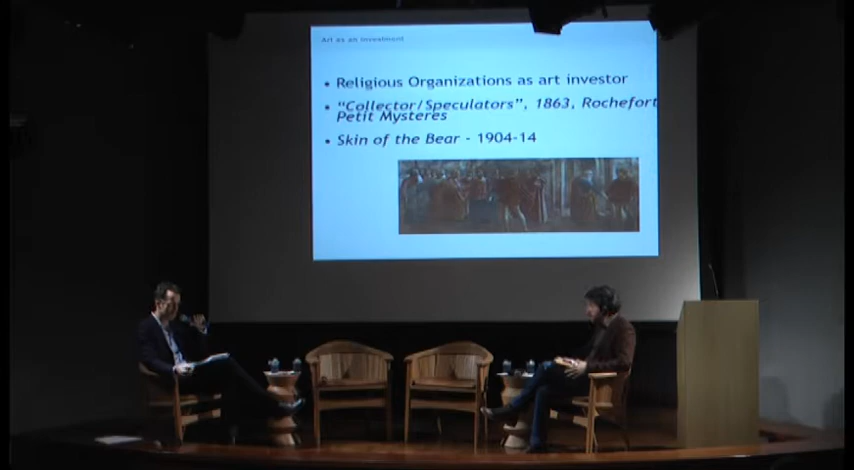 Art as an investment
• Religious Organizations as art investor
• "Collector/Speculators", 1863, Rochefort
Petit Mysteres
• Skin of the Bear - 1904-14